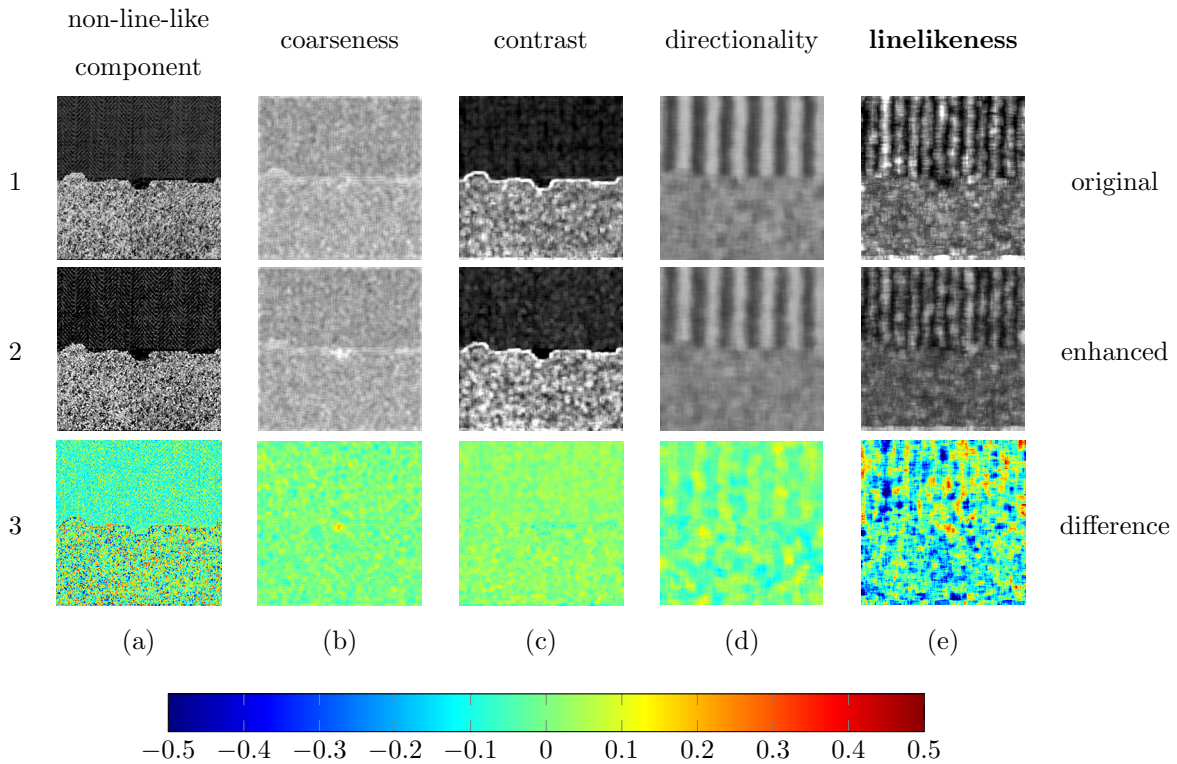 non-line-like
component
coarseness
contrast
directionality
linelikeness
1
original
2
enhanced
3
difference
(a)
(b)
(c)
(d)
(e)
−0.5
−0.4
−0.3
−0.2
−0.1
0
0.1
0.2
0.3
0.4
0.5